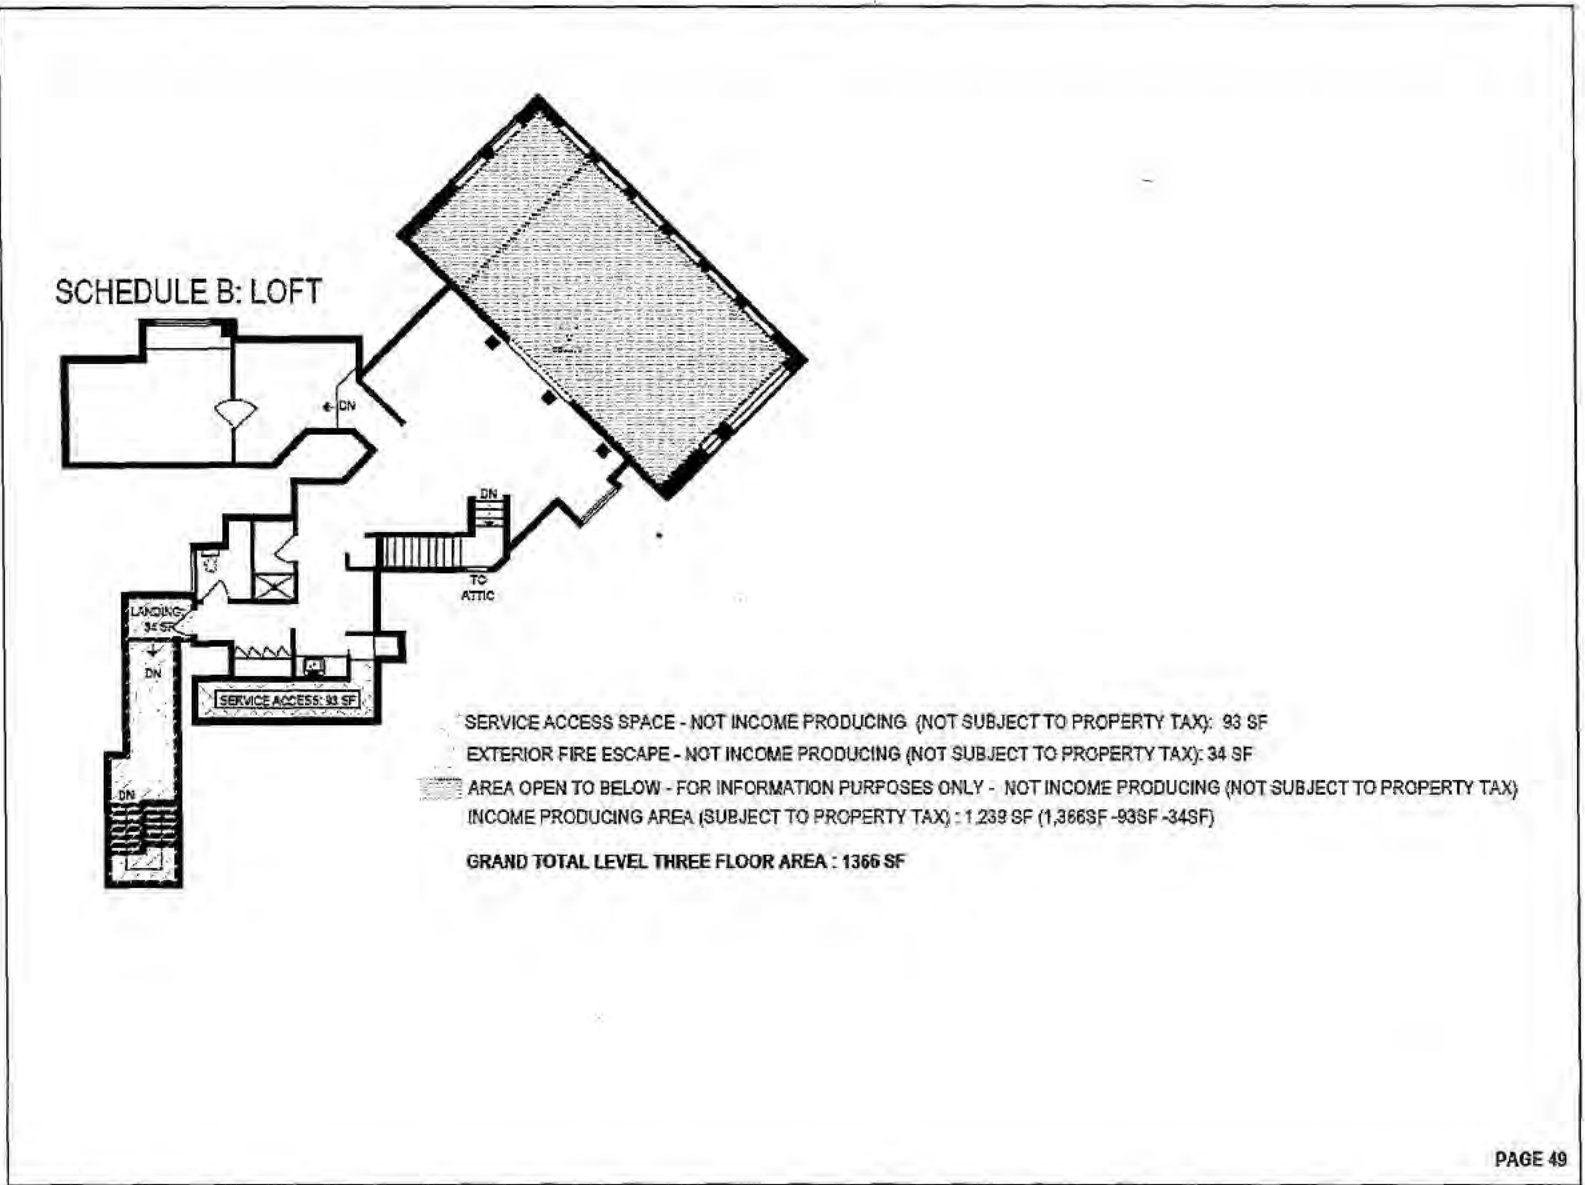 SCHEDULE B: LOFT
DN
DN
TO
ATTIC
LANDING:
34 SF
DN
SERVICE ACCESS: 93 SF
DN
SERVICE ACCESS SPACE - NOT INCOME PRODUCING (NOT SUBJECT TO PROPERTY TAX): 93 SF
EXTERIOR FIRE ESCAPE - NOT INCOME PRODUCING (NOT SUBJECT TO PROPERTY TAX): 34 SF
AREA OPEN TO BELOW - FOR INFORMATION PURPOSES ONLY - NOT INCOME PRODUCING (NOT SUBJECT TO PROPERTY TAX)
INCOME PRODUCING AREA (SUBJECT TO PROPERTY TAX) : 1,239 SF (1,366SF -93SF -34SF)
GRAND TOTAL LEVEL THREE FLOOR AREA : 1366 SF
PAGE 49